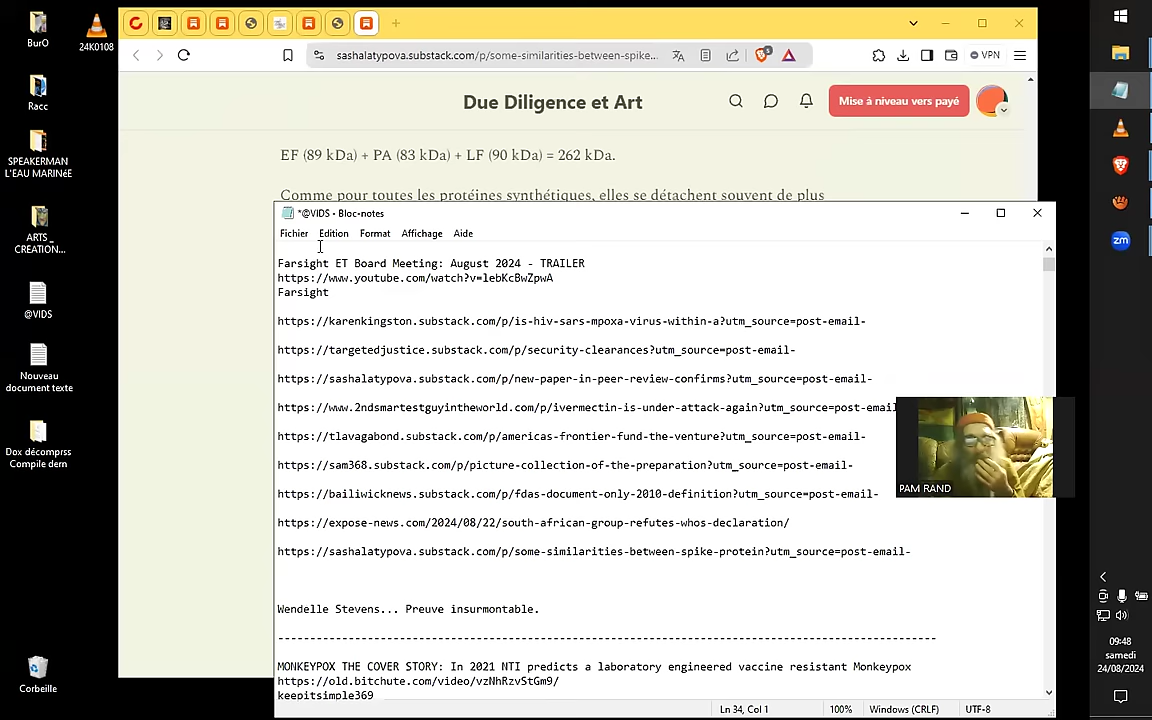 BurO
24K0108
Racc
SPEAKERMAN
L'EAU MARINéE
ARTS _
CREATION...
@VIDS
Nouveau
document texte
Dox décomprss
Compile dern
Corbeille
sashalatypova.substack.com/p/some-similarities-between-spike...
VPN
Due Diligence et Art
Mise à niveau vers payé
EF (89 kDa) + PA (83 kDa) + LF (90 kDa) = 262 kDa.
Comme pour toutes les protéines synthétiques, elles se détachent souvent de plus
*@VIDS - Bloc-notes
Fichier Edition Format Affichage Aide
Farsight ET Board Meeting: August 2024 - TRAILER
https://www.youtube.com/watch?v=lebKcBwZpwA
Farsight
https://karenkingston.substack.com/p/is-hiv-sars-mpoxa-virus-within-a?utm_source=post-email-
https://targetedjustice.substack.com/p/security-clearances?utm_source=post-email-
https://sashalatypova.substack.com/p/new-paper-in-peer-review-confirms?utm_source=post-email-
https://www.2ndsmartestguyintheworld.com/p/ivermectin-is-under-attack-again?utm_source=post-email
https://tlavagabond.substack.com/p/americas-frontier-fund-the-venture?utm_source=post-email-
https://sam368.substack.com/p/picture-collection-of-the-preparation?utm_source=post-email-
https://bailiwicknews.substack.com/p/fdas-document-only-2010-definition?utm_source=post-email-
https://expose-news.com/2024/08/22/south-african-group-refutes-whos-declaration/
https://sashalatypova.substack.com/p/some-similarities-between-spike-protein?utm_source=post-email-
Wendelle Stevens... Preuve insurmontable.
-------------------------------------------------------------------------------------------------------
MONKEYPOX THE COVER STORY: In 2021 NTI predicts a laboratory engineered vaccine resistant Monkeypox
https://old.bitchute.com/video/vzNhRzvStGm9/
keepitsimple369
Ln 34, Col 1 100% Windows (CRLF) UTF-8
PAM RAND
zm
09:48
samedi
24/08/2024